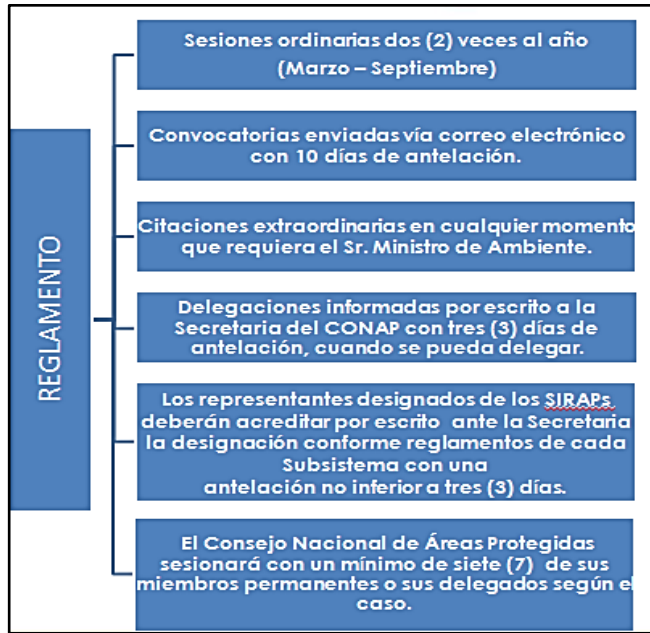 REGLAMENTO
Sesiones ordinarias dos (2) veces al año
(Marzo – Septiembre)
Convocatorias enviadas vía correo electrónico
con 10 días de antelación.
Citaciones extraordinarias en cualquier momento
que requiera el Sr. Ministro de Ambiente.
Delegaciones informadas por escrito a la
Secretaria del CONAP con tres (3) días de
antelación, cuando se pueda delegar.
Los representantes designados de los SIRAPs
deberán acreditar por escrito ante la Secretaria
la designación conforme reglamentos de cada
Subsistema con una
antelación no inferior a tres (3) días.
El Consejo Nacional de Áreas Protegidas
sesionará con un mínimo de siete (7) de sus
miembros permanentes o sus delegados según el
caso.